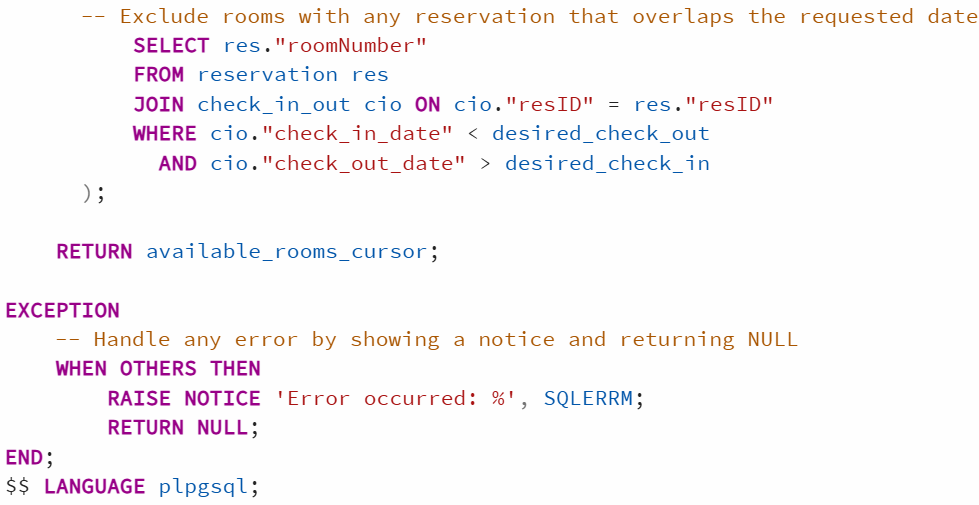 -- Exclude rooms with any reservation that overlaps the requested date
SELECT res."roomNumber"
FROM reservation res
JOIN check_in_out cio ON cio."resID" = res."resID"
WHERE cio."check_in_date" < desired_check_out
AND cio."check_out_date" > desired_check_in
);
RETURN available_rooms_cursor;
EXCEPTION
-- Handle any error by showing a notice and returning NULL
WHEN OTHERS THEN
RAISE NOTICE 'Error occurred: %', SQLERRM;
RETURN NULL;
END;
$$ LANGUAGE plpgsql;